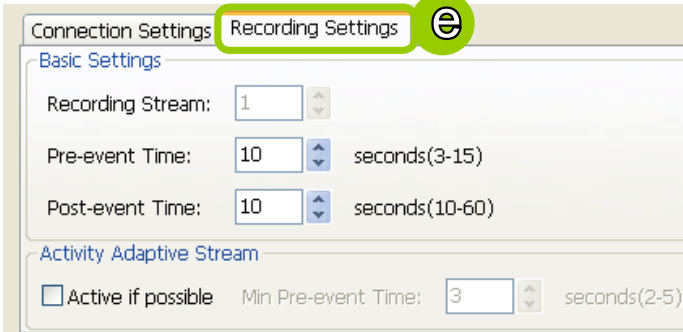 Connection Settings Recording Settings e
Basic Settings
Recording Stream: 1
Pre-event Time: 10 seconds(3-15)
Post-event Time: 10 seconds(10-60)
Activity Adaptive Stream
Active if possible Min Pre-event Time: 3 seconds(2-5)